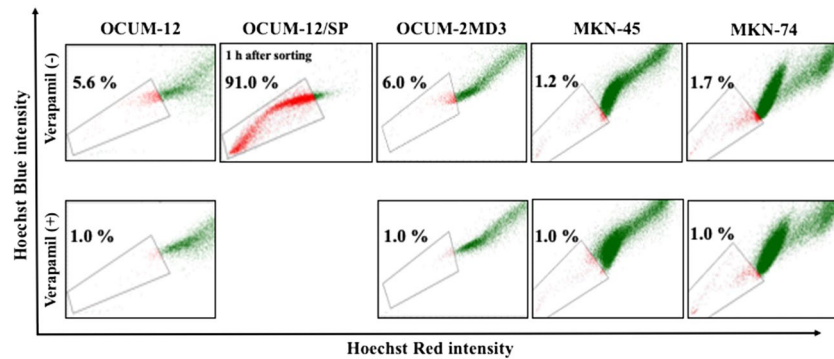 OCUM-12 OCUM-12/SP OCUM-2MD3 MKN-45 MKN-74
Hoechst Blue intensity
Verapamil (-)
5.6 %
1 h after sorting
91.0 %
6.0 %
1.2 %
1.7 %
Verapamil (+)
1.0 %
1.0 %
1.0 %
1.0 %
Hoechst Red intensity